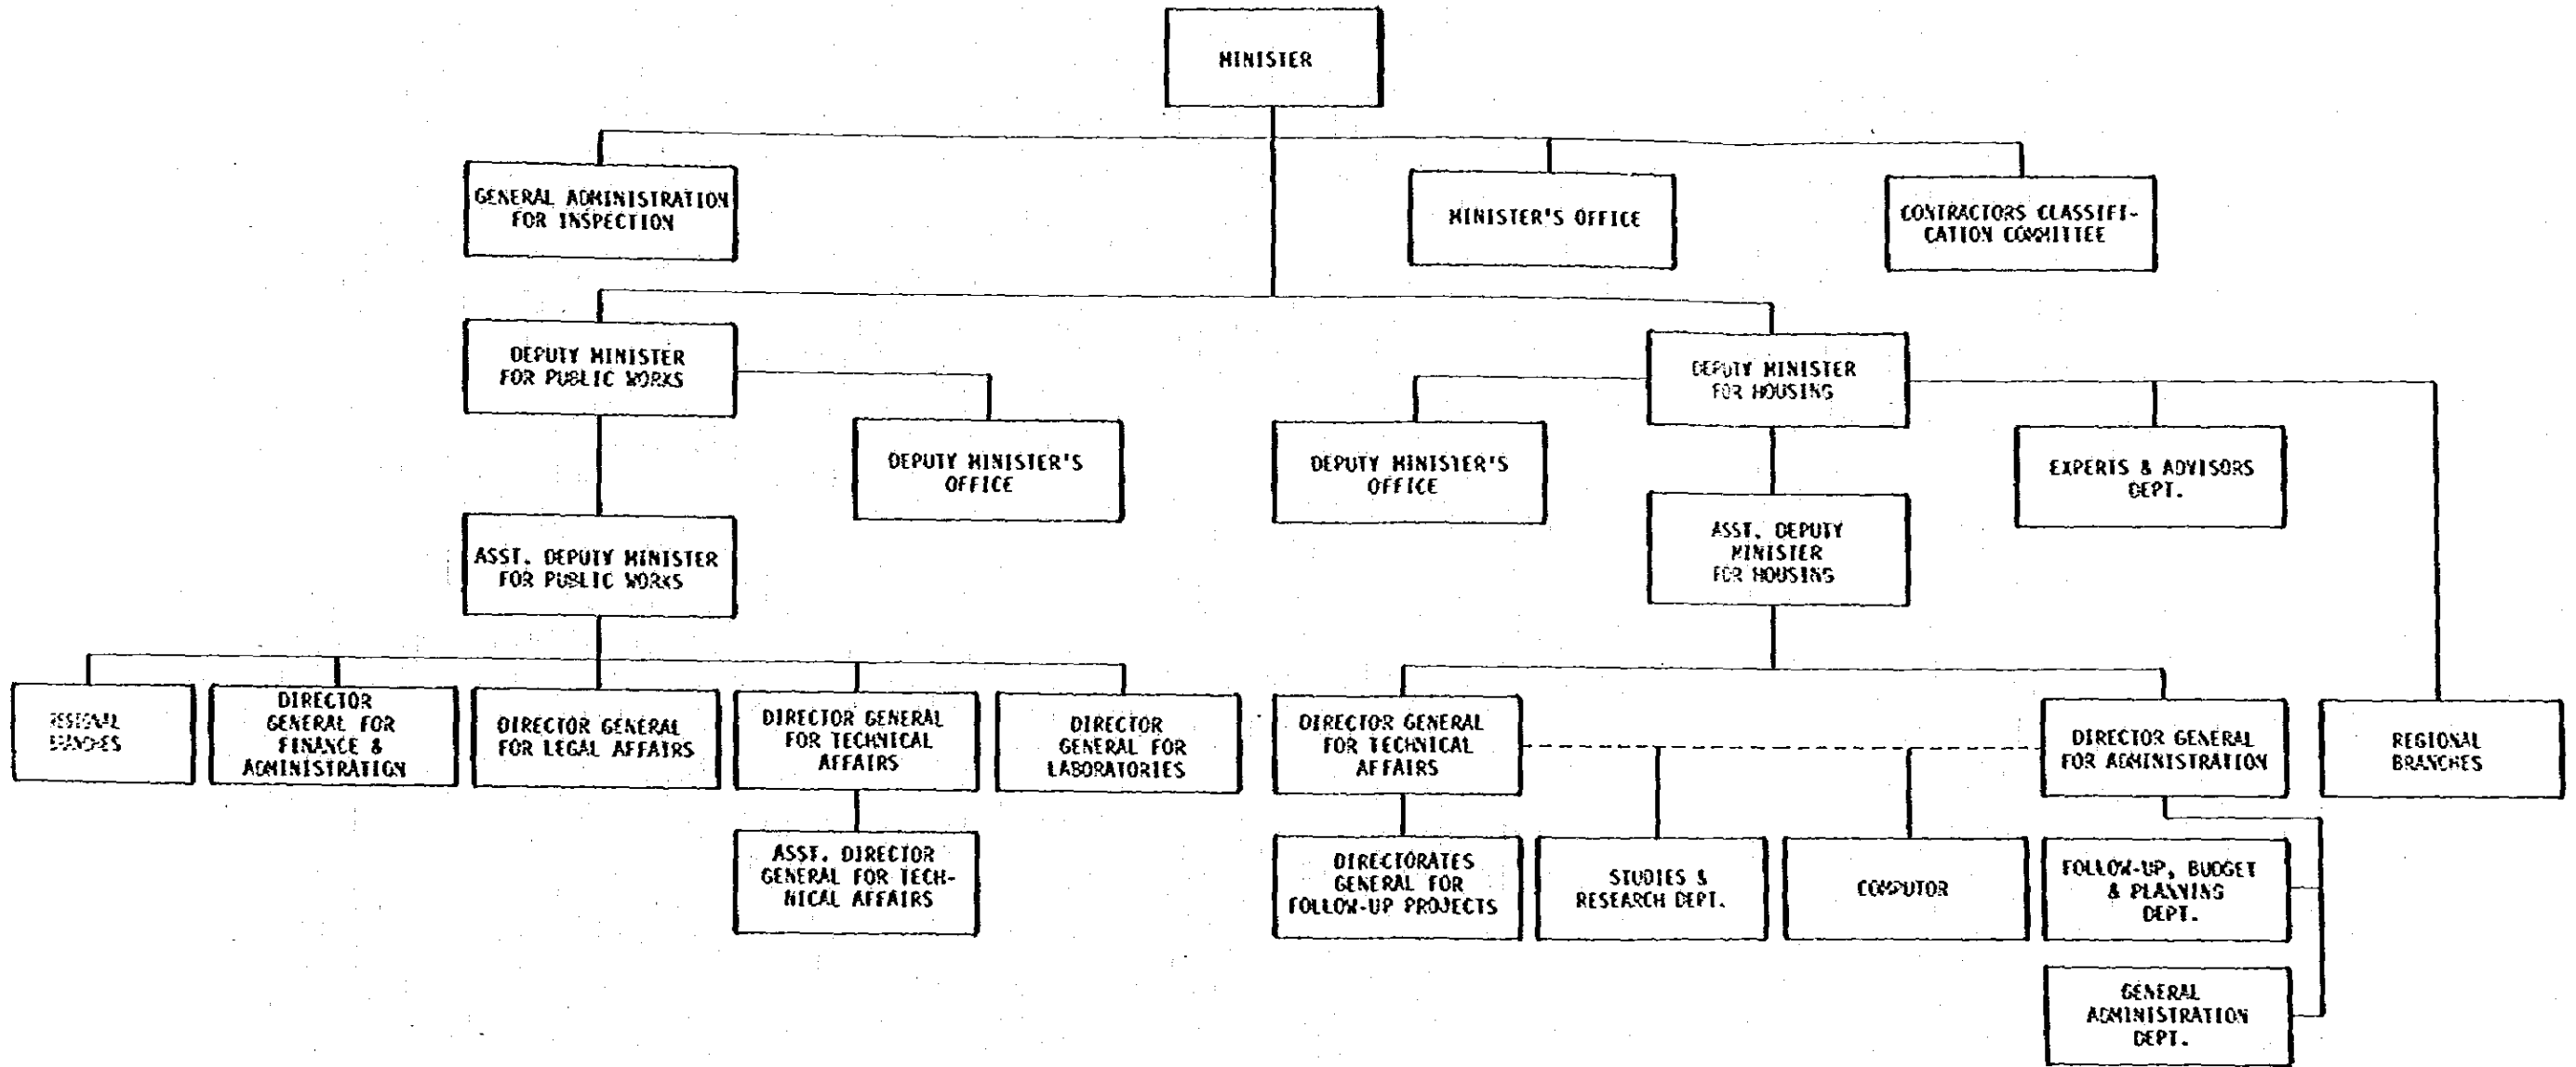 MINISTER
GENERAL ADMINISTRATION
FOR INSPECTION
MINISTER'S OFFICE
CONTRACTORS CLASSIFI-
CATION COMMITTEE
DEPUTY MINISTER
FOR PUBLIC WORKS
DEPUTY MINISTER
FOR HOUSING
DEPUTY MINISTER'S
OFFICE
DEPUTY MINISTER'S
OFFICE
EXPERTS & ADVISORS
DEPT.
ASST. DEPUTY MINISTER
FOR PUBLIC WORKS
ASST. DEPUTY
MINISTER
FOR HOUSING
REGIONAL
BRANCHES
DIRECTOR
GENERAL FOR
FINANCE &
ADMINISTRATION
DIRECTOR GENERAL
FOR LEGAL AFFAIRS
DIRECTOR GENERAL
FOR TECHNICAL
AFFAIRS
DIRECTOR
GENERAL FOR
LABORATORIES
DIRECTOR GENERAL
FOR TECHNICAL
AFFAIRS
DIRECTOR GENERAL
FOR ADMINISTRATION
REGIONAL
BRANCHES
ASST. DIRECTOR
GENERAL FOR TECH-
NICAL AFFAIRS
DIRECTORATES
GENERAL FOR
FOLLOW-UP PROJECTS
STUDIES &
RESEARCH DEPT.
COMPUTOR
FOLLOW-UP, BUDGET
& PLANNING
DEPT.
GENERAL
ADMINISTRATION
DEPT.